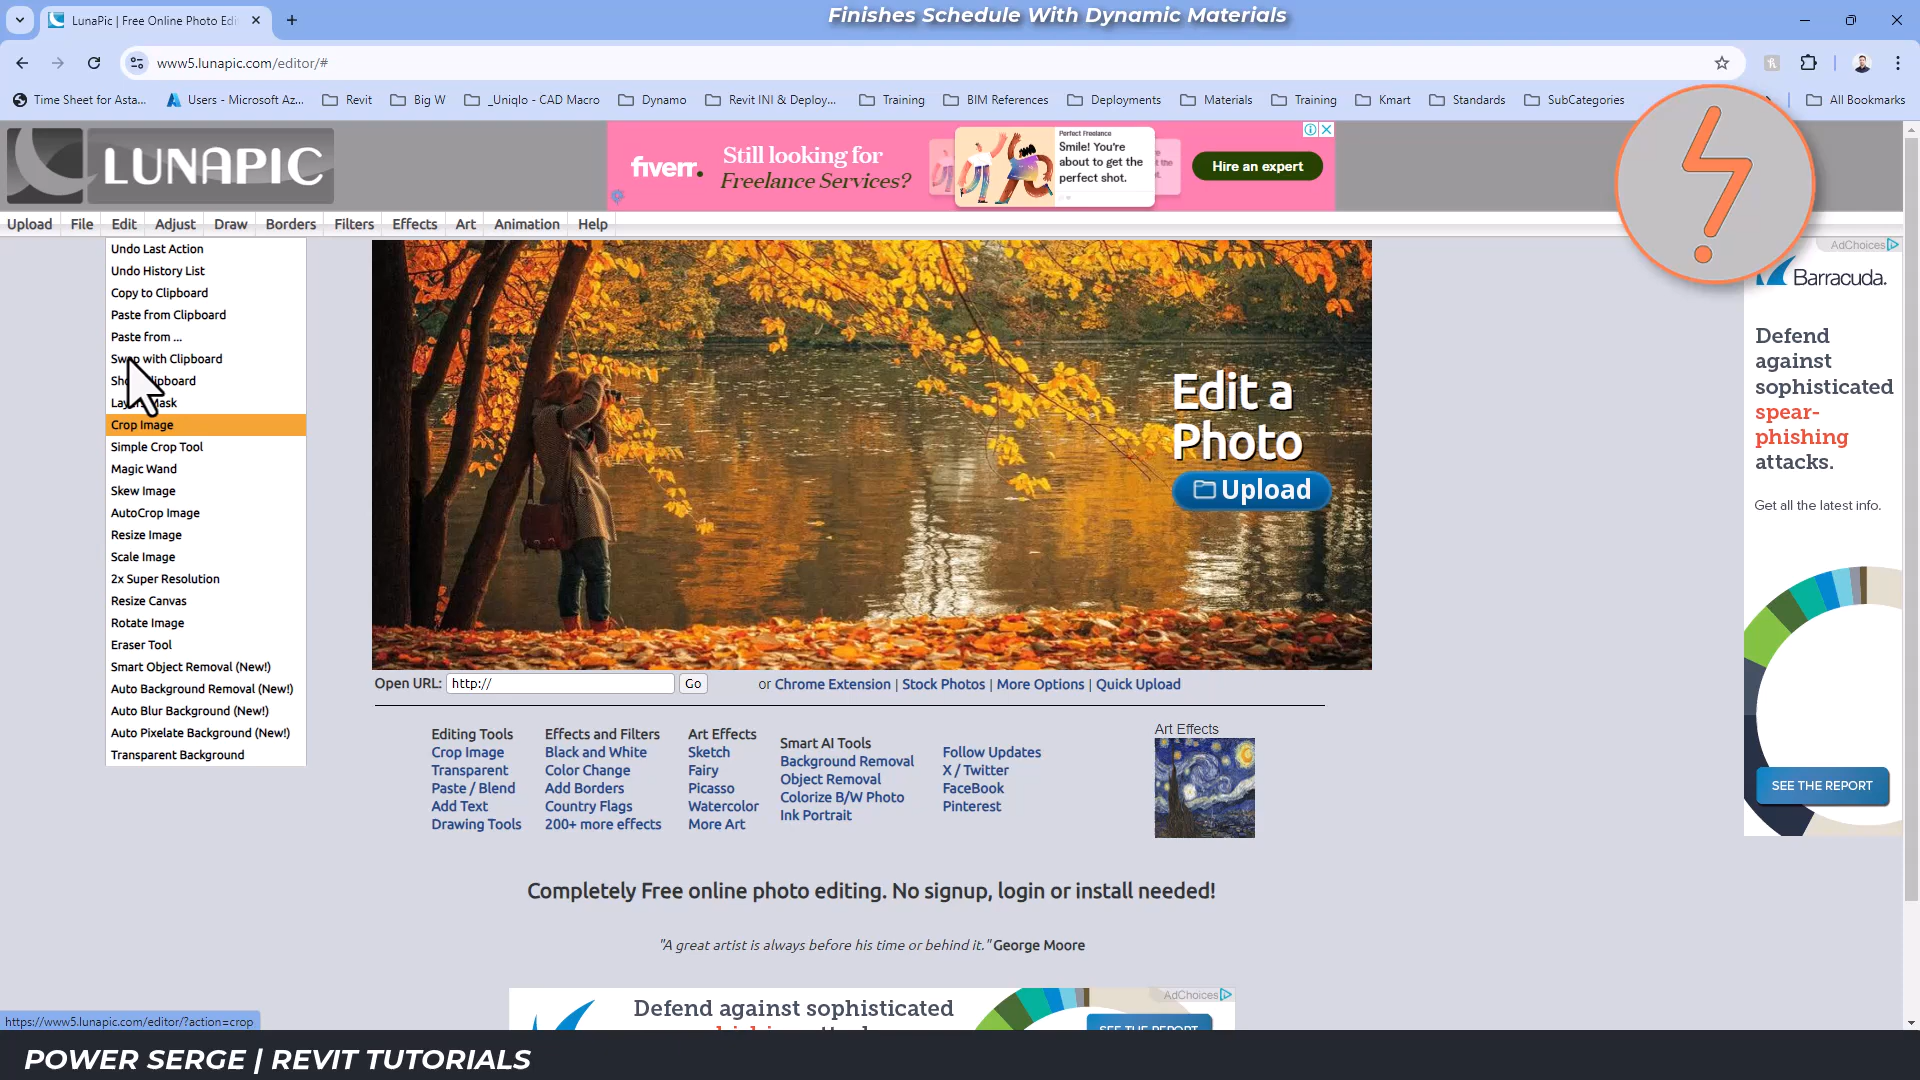 Finishes Schedule With Dynamic Materials
LunaPic | Free Online Photo Edi
www5.lunapic.com/editor/#
Time Sheet for Asta...
Users - Microsoft Az...
Revit
Big W
_Uniqlo - CAD Macro
Dynamo
Revit INI & Deploy...
Training
BIM References
Deployments
Materials
Training
Kmart
Standards
SubCategories
All Bookmarks
LUNAPIC
fiverr.
Still looking for
Freelance Services?
Perfect Freelance
Smile! You're
about to get the
perfect shot.
Hire an expert
Upload File Edit Adjust Draw Borders Filters Effects Art Animation Help
Undo Last Action
Undo History List
Copy to Clipboard
Paste from Clipboard
Paste from ...
with Clipboard
Crop Image
Simple Crop Tool
Magic Wand
Skew Image
AutoCrop Image
Resize Image
Scale Image
2x Super Resolution
Resize Canvas
Rotate Image
Eraser Tool
Smart Object Removal (New!)
Auto Background Removal (New!)
Auto Blur Background (New!)
Auto Pixelate Background (New!)
Transparent Background
Edit a
Photo
Upload
Open URL: http:// Go or Chrome Extension | Stock Photos | More Options | Quick Upload
Editing Tools
Crop Image
Transparent
Paste / Blend
Add Text
Drawing Tools
Effects and Filters
Black and White
Color Change
Add Borders
Country Flags
200+ more effects
Art Effects
Sketch
Fairy
Picasso
Watercolor
More Art
Smart AI Tools
Background Removal
Object Removal
Colorize B/W Photo
Ink Portrait
Follow Updates
X / Twitter
FaceBook
Pinterest
Art Effects
Completely Free online photo editing. No signup, login or install needed!
"A great artist is always before his time or behind it." George Moore
AdChoices
Barracuda.
Defend
against
sophisticated
spear-
phishing
attacks.
Get all the latest info.
SEE THE REPORT
AdChoices
Defend against sophisticated
SEE THE REPORT
https://www5.lunapic.com/editor/?action=crop
POWER SERGE | REVIT TUTORIALS